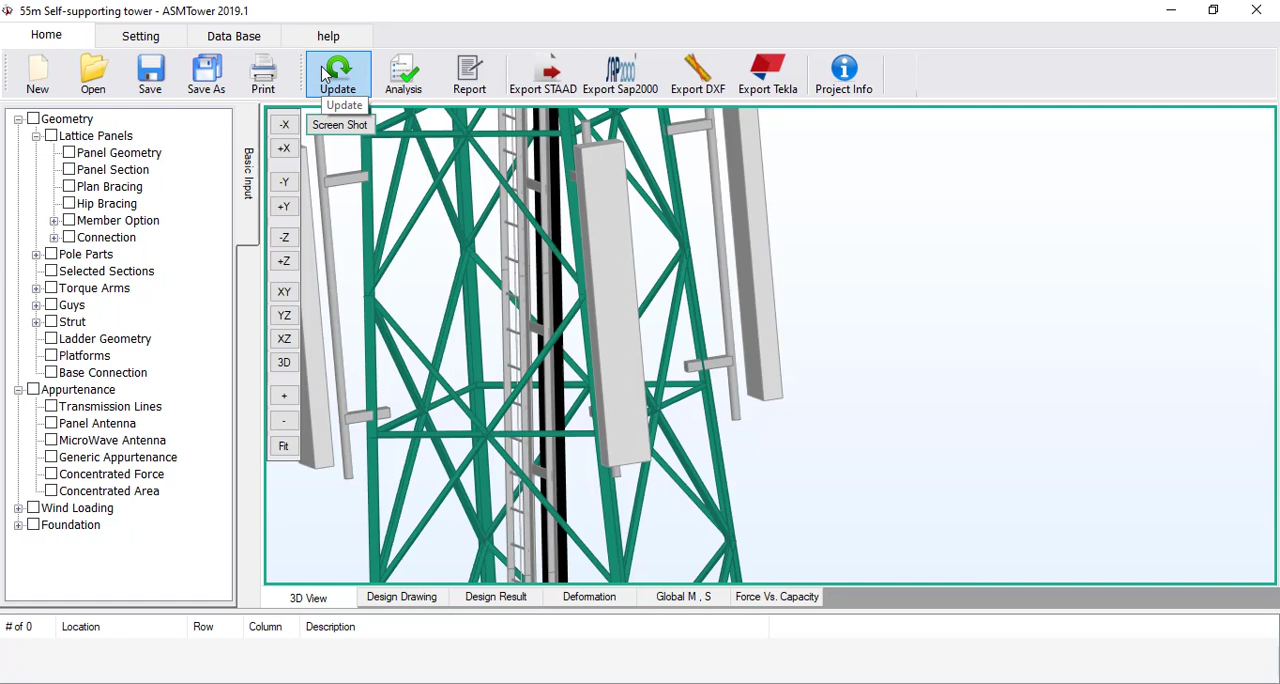 55m Self-supporting tower - ASMTower 2019.1
Home Setting Data Base help
New Open Save Save As Print Update Analysis Report Export STAAD Export Sap2000 Export DXF Export Tekla Project Info
SAP2000
Update
Screen Shot
Geometry
Lattice Panels
Panel Geometry
Panel Section
Plan Bracing
Hip Bracing
Member Option
Connection
Pole Parts
Selected Sections
Torque Arms
Guys
Strut
Ladder Geometry
Platforms
Base Connection
Appurtenance
Transmission Lines
Panel Antenna
MicroWave Antenna
Generic Appurtenance
Concentrated Force
Concentrated Area
Wind Loading
Foundation
Basic Input
-X
+X
-Y
+Y
-Z
+Z
XY
YZ
XZ
3D
+
-
Fit
3D View Design Drawing Design Result Deformation Global M , S Force Vs. Capacity
# of 0 Location Row Column Description